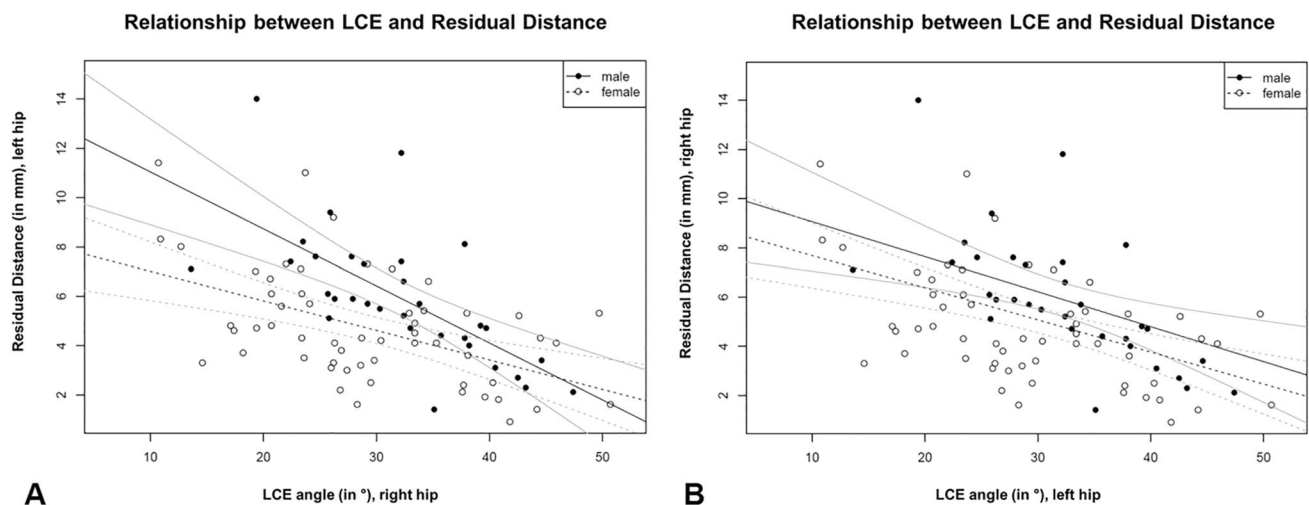 Relationship between LCE and Residual Distance
Residual Distance (in mm), left hip
14
12
10
8
6
4
2
male
female
10 20 30 40 50
LCE angle (in °), right hip
A
Relationship between LCE and Residual Distance
Residual Distance (in mm), right hip
14
12
10
8
6
4
2
male
female
10 20 30 40 50
LCE angle (in °), left hip
B